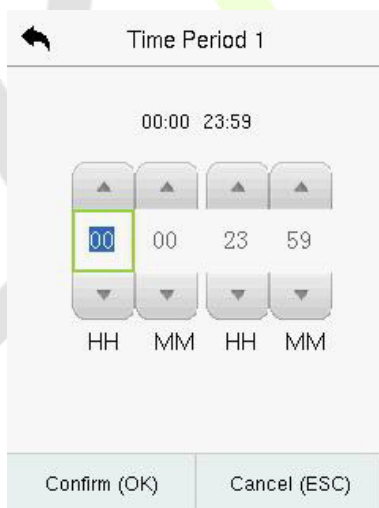 Time Period 1
00:00 23:59
00 00 23 59
HH MM HH MM
Confirm (OK) Cancel (ESC)